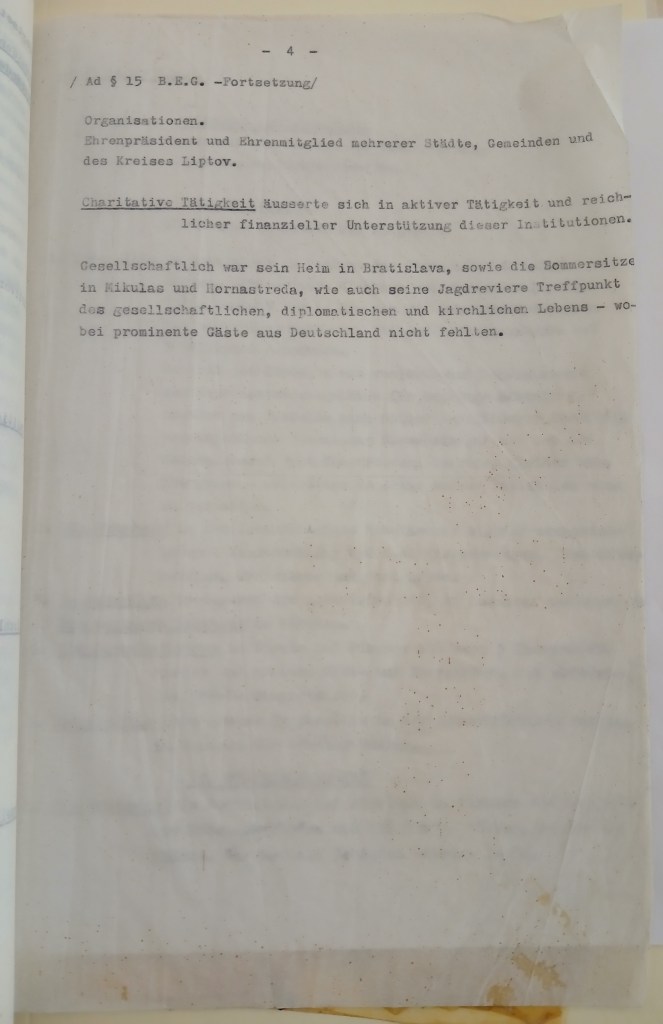 - 4 -
/ Ad § 15 B.E.G. -Fortsetzung/
Organisationen.
Ehrenpräsident und Ehrenmitglied mehrerer Städte, Gemeinden und
des Kreises Liptov.
Charitative Tätigkeit äusserte sich in aktiver Tätigkeit und reich-
licher finanzieller Unterstützung dieser Institutionen.
Gesellschaftlich war sein Heim in Bratislava, sowie die Sommersitze
in Mikulas und Hornastreda, wie auch seine Jagdreviere Treffpunkt
des gesellschaftlichen, diplomatischen und kirchlichen Lebens - wo-
bei prominente Gäste aus Deutschland nicht fehlten.